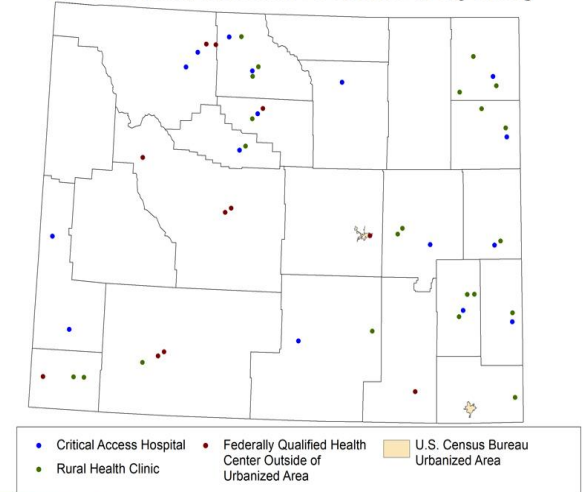 Critical Access Hospital
Rural Health Clinic
Federally Qualified Health
Center Outside of
Urbanized Area
U.S. Census Bureau
Urbanized Area